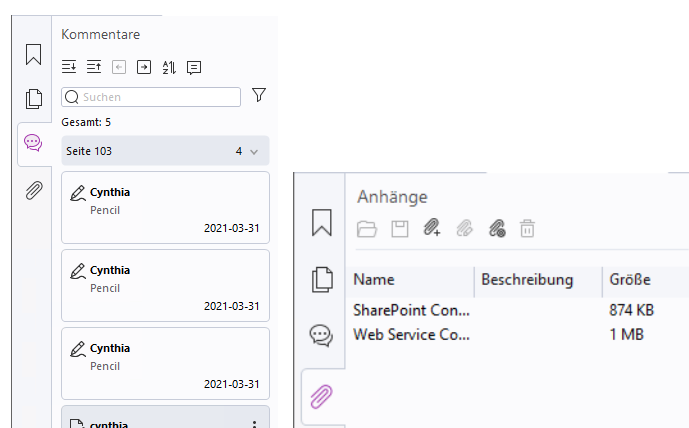 Kommentare
Suchen
Gesamt: 5
Seite 103 4
Cynthia
Pencil
2021-03-31
Cynthia
Pencil
2021-03-31
Cynthia
Pencil
2021-03-31
cynthia
Anhänge
Name Beschreibung Größe
SharePoint Con... 874 KB
Web Service Co... 1 MB